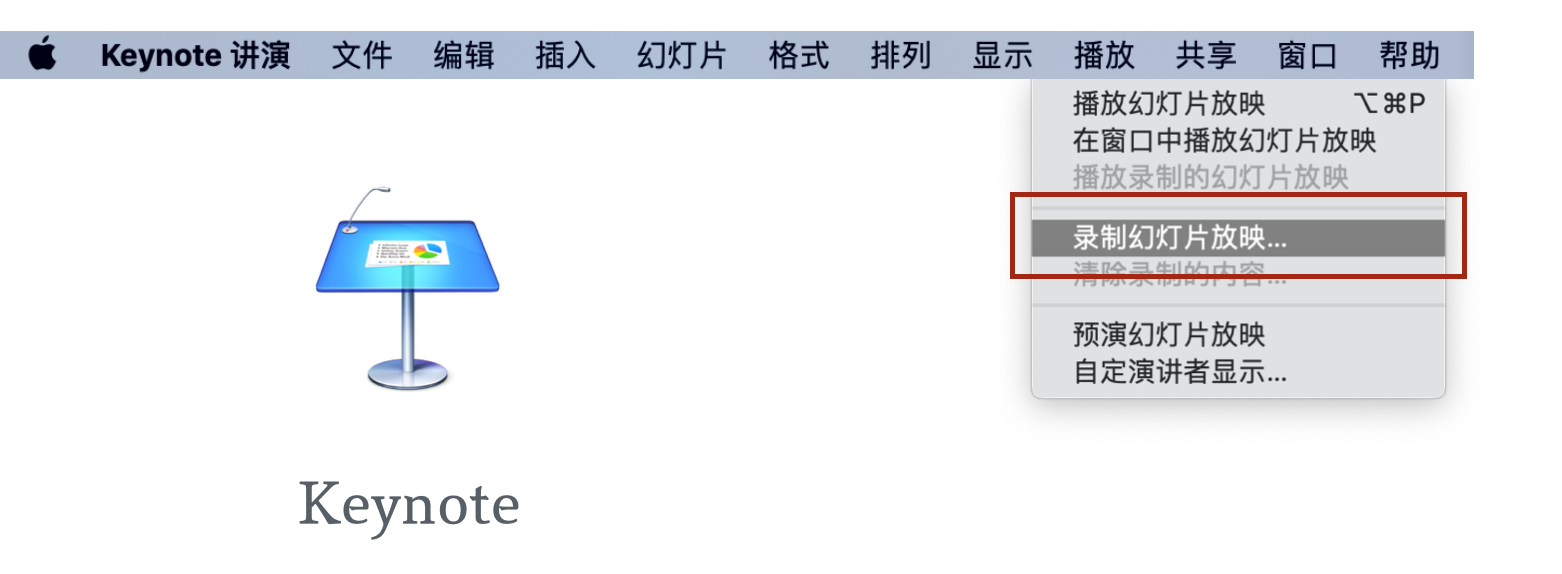 Keynote 讲演 文件 编辑 插入 幻灯片 格式 排列 显示 播放 共享 窗口 帮助
播放幻灯片放映 ⌥⌘P
在窗口中播放幻灯片放映
播放录制的幻灯片放映
录制幻灯片放映...
清除录制的内容...
预演幻灯片放映
自定演讲者显示...
Keynote